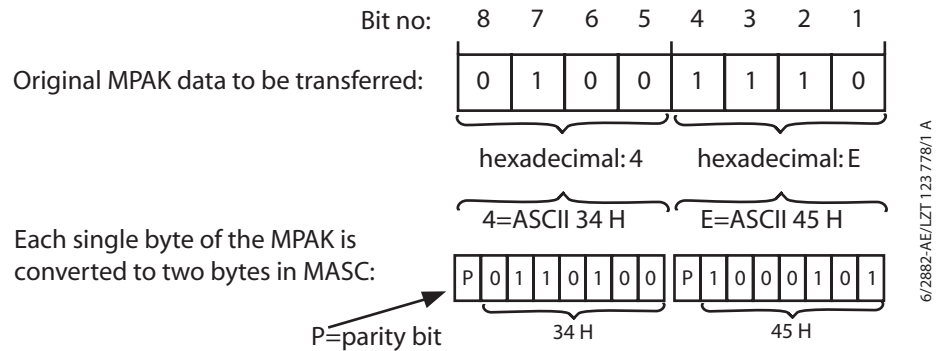 Bit no: 8 7 6 5 4 3 2 1
Original MPAK data to be transferred: 0 1 0 0 1 1 1 0
hexadecimal: 4 hexadecimal: E
4=ASCII 34 H E=ASCII 45 H
Each single byte of the MPAK is
converted to two bytes in MASC: P 0 1 1 0 1 0 0 P 1 0 0 0 1 0 1
34 H 45 H
P=parity bit
6/2882-AE/LZT 123 778/1 A